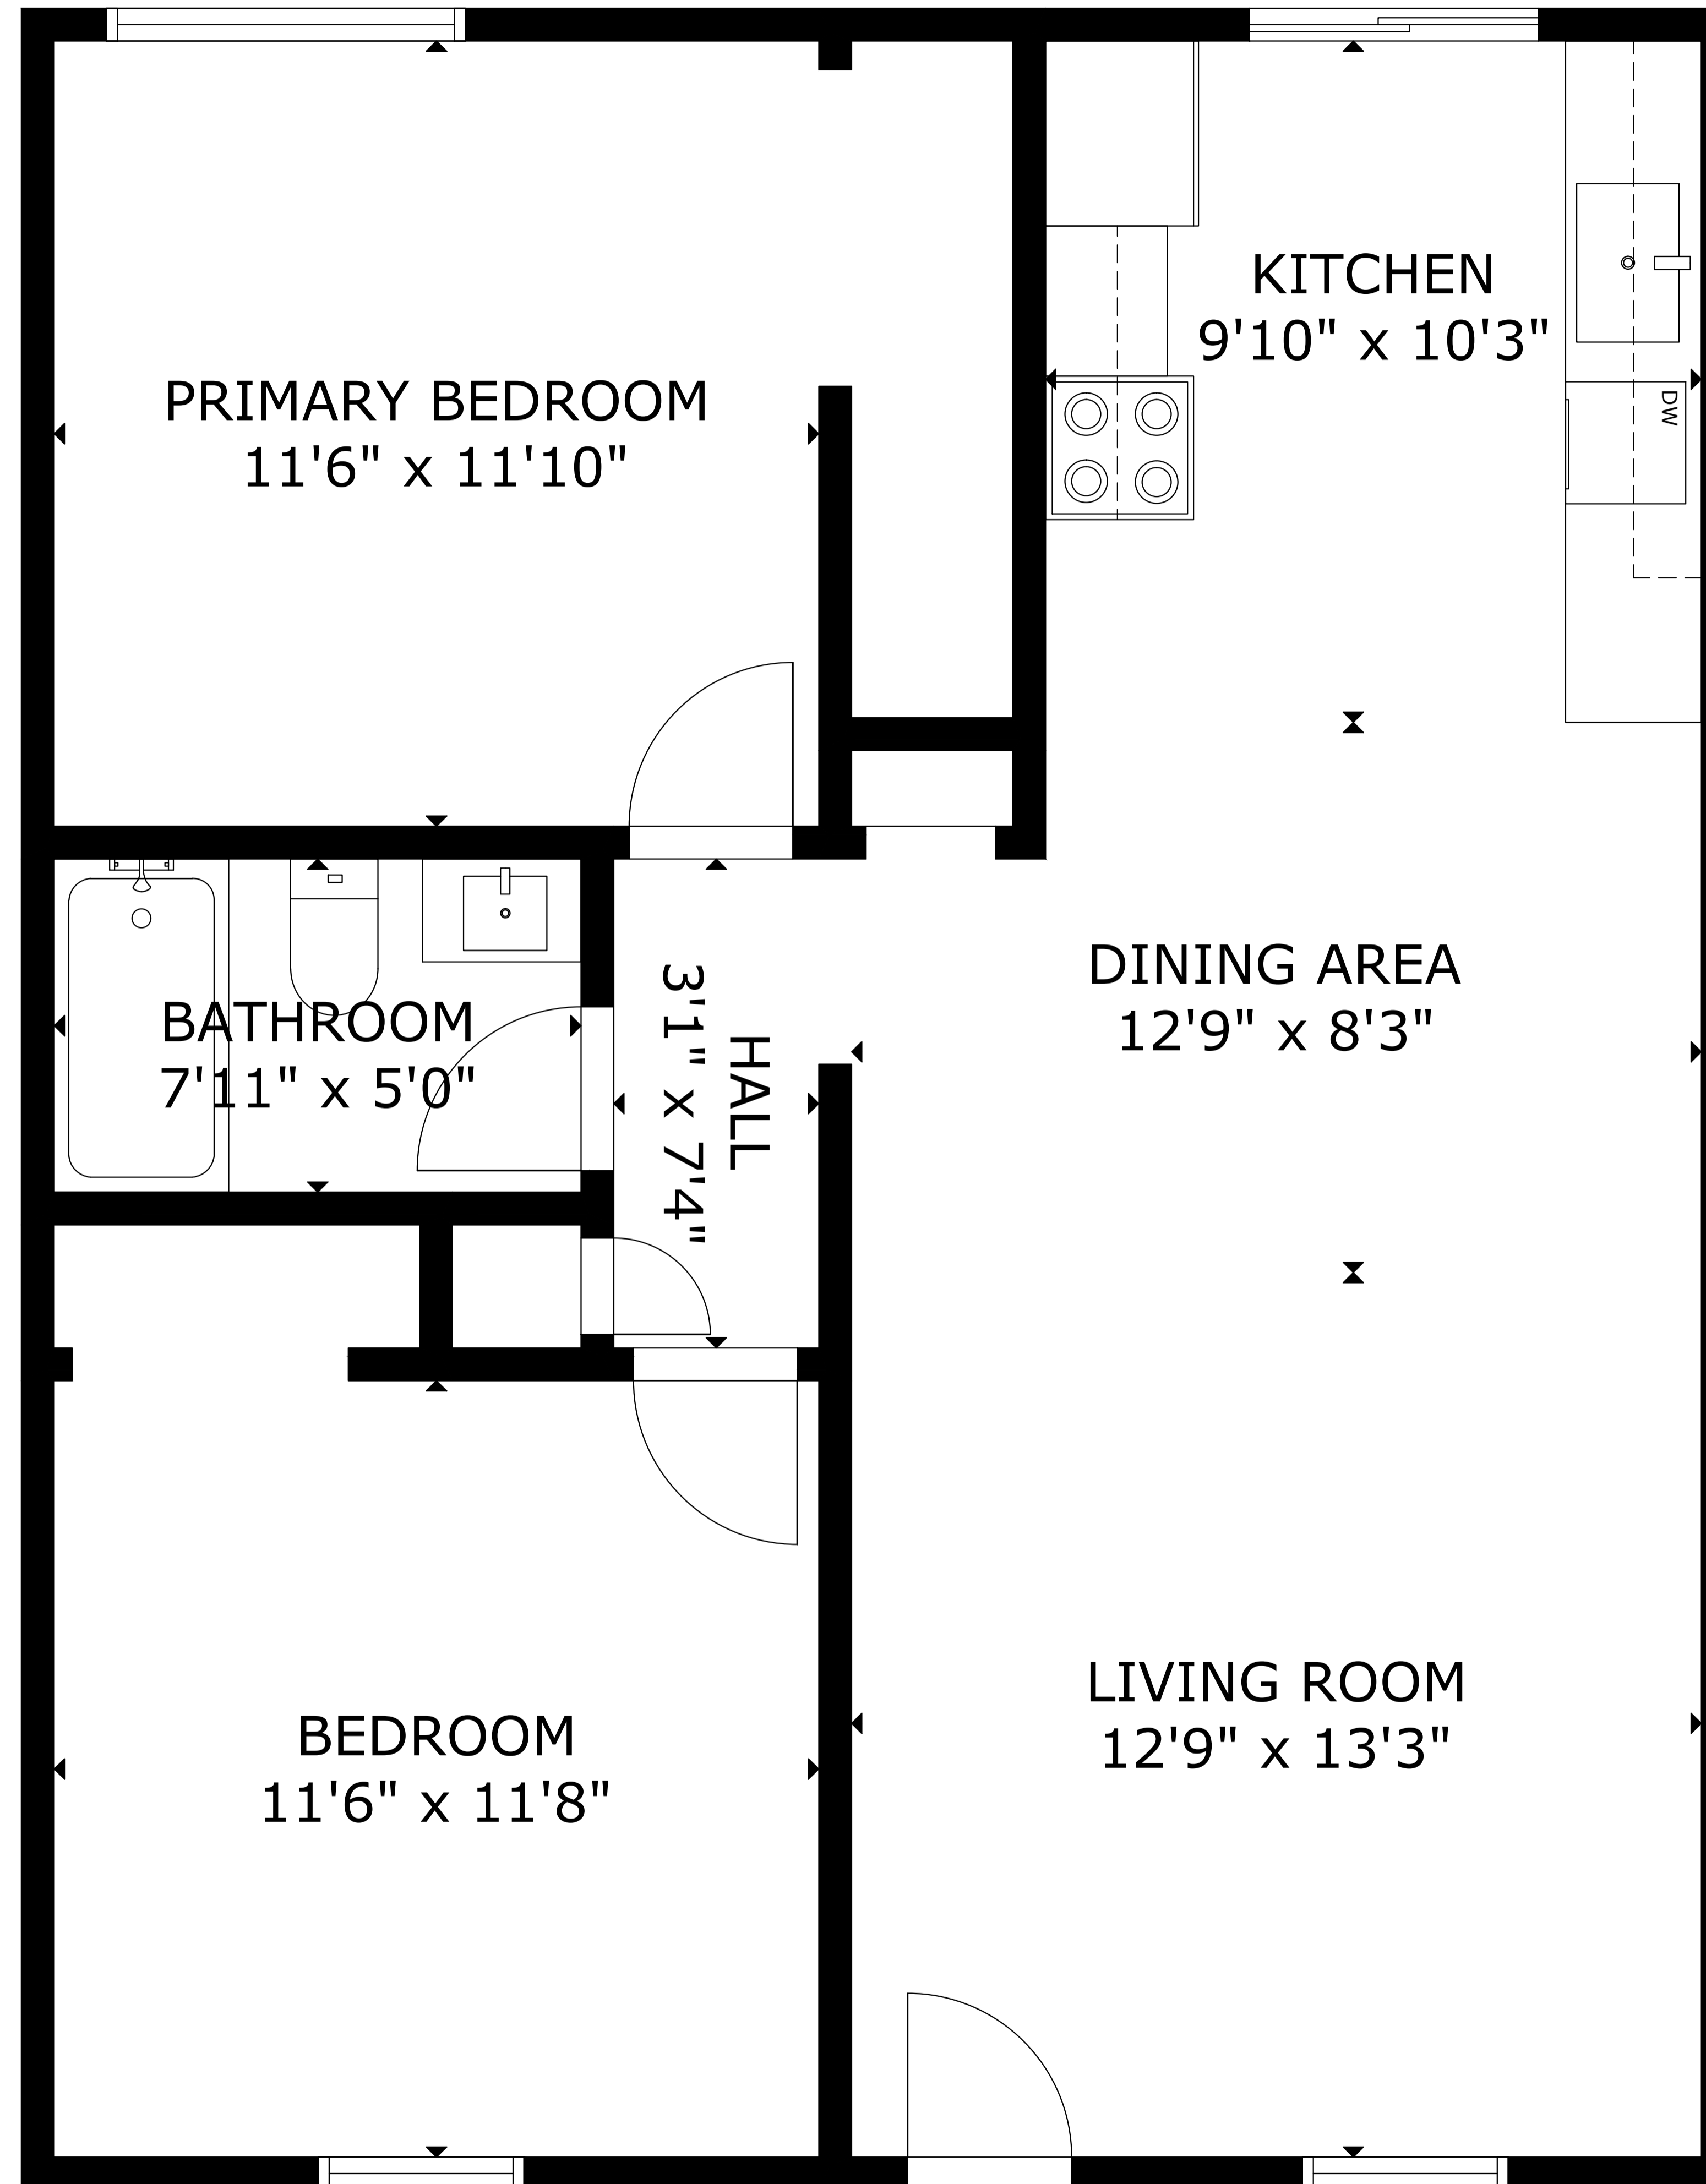 KITCHEN
9'10" x 10'3"
DW
PRIMARY BEDROOM
11'6" x 11'10"
DINING AREA
12'9" x 8'3"
BATHROOM
7'11" x 5'0"
HALL
3'1" x 7'4"
LIVING ROOM
12'9" x 13'3"
BEDROOM
11'6" x 11'8"